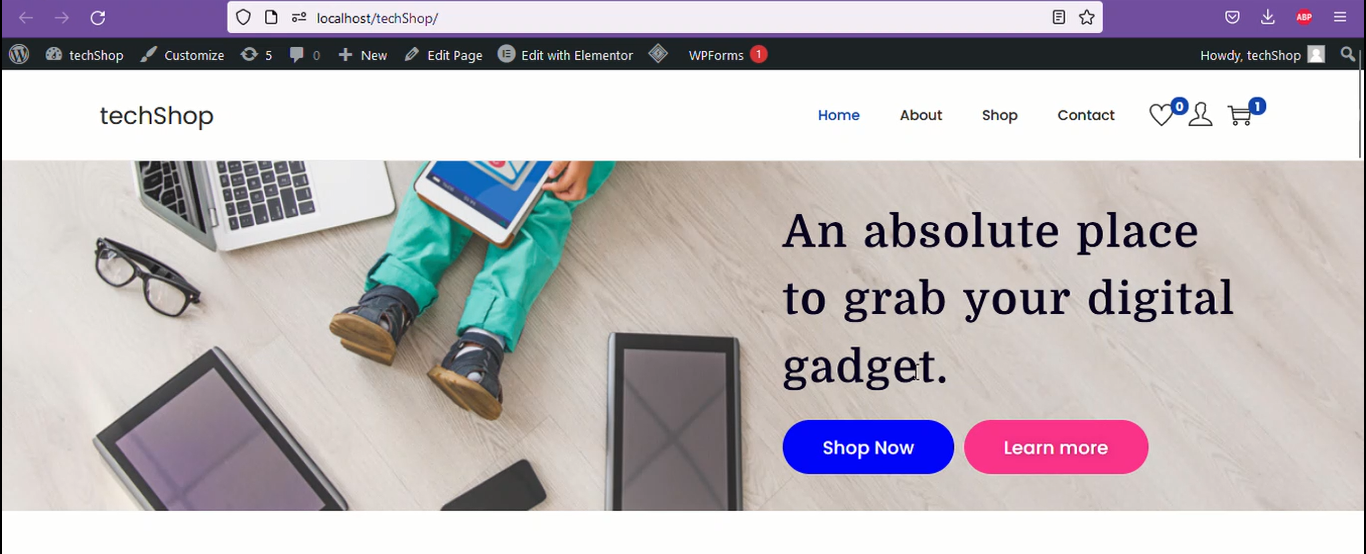 localhost/techShop/
ABP
techShop Customize 5 0 New Edit Page Edit with Elementor WPForms 1 Howdy, techShop
techShop Home About Shop Contact 0 1
An absolute place
to grab your digital
gadget.
Shop Now Learn more